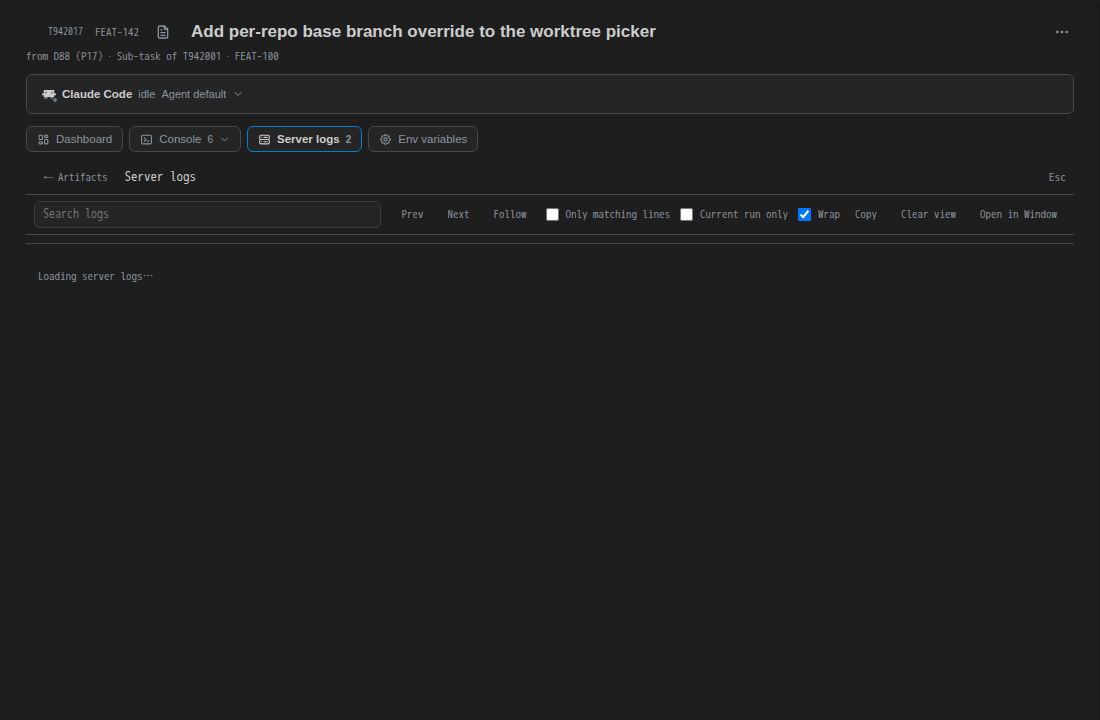 T942017 FEAT-142 Add per-repo base branch override to the worktree picker
from D88 (P17) · Sub-task of T942001 · FEAT-100
Claude Code idle Agent default
Dashboard Console 6 Server logs 2 Env variables
← Artifacts Server logs Esc
Search logs Prev Next Follow Only matching lines Current run only Wrap Copy Clear view Open in Window
Loading server logs…